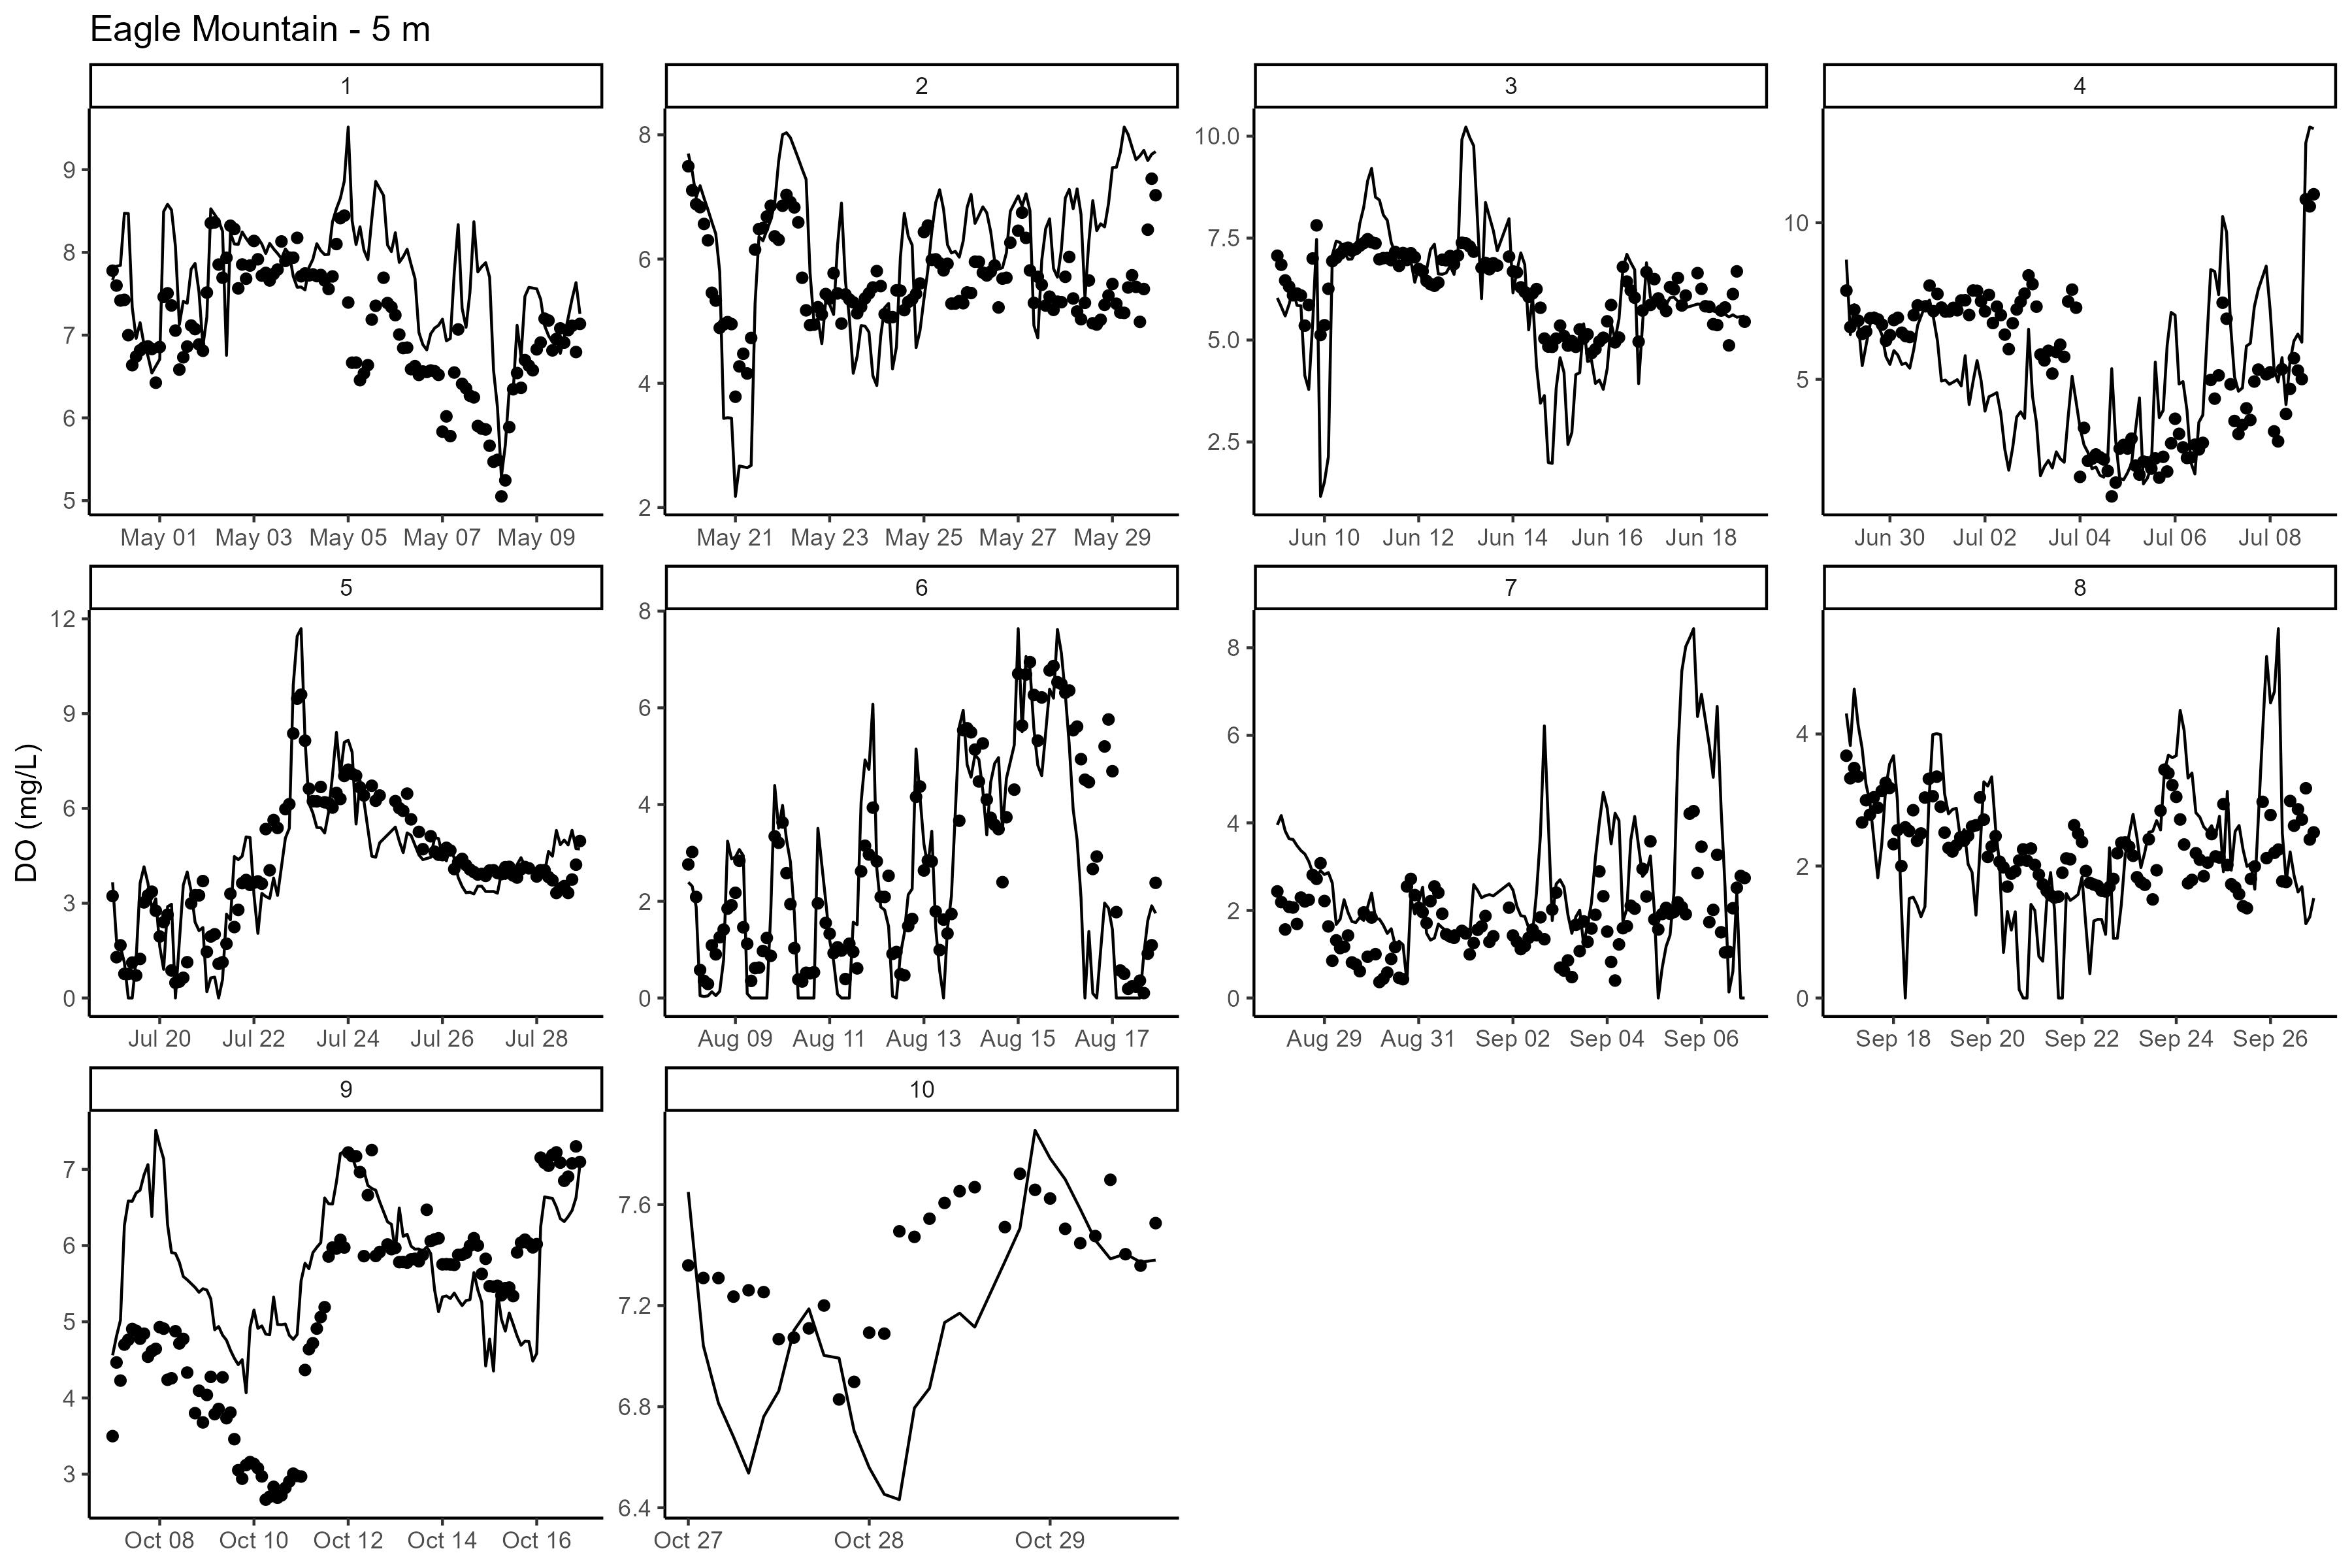 Eagle Mountain - 5 m
1 2 3 4
9 8 7 6 5
8 6 4 2
10.0 7.5 5.0 2.5
10 5
May 01 May 03 May 05 May 07 May 09
May 21 May 23 May 25 May 27 May 29
Jun 10 Jun 12 Jun 14 Jun 16 Jun 18
Jun 30 Jul 02 Jul 04 Jul 06 Jul 08
5 6 7 8
DO (mg/L)
12 9 6 3 0
8 6 4 2 0
8 6 4 2 0
4 2 0
Jul 20 Jul 22 Jul 24 Jul 26 Jul 28
Aug 09 Aug 11 Aug 13 Aug 15 Aug 17
Aug 29 Aug 31 Sep 02 Sep 04 Sep 06
Sep 18 Sep 20 Sep 22 Sep 24 Sep 26
9 10
7 6 5 4 3
7.6 7.2 6.8 6.4
Oct 08 Oct 10 Oct 12 Oct 14 Oct 16
Oct 27 Oct 28 Oct 29